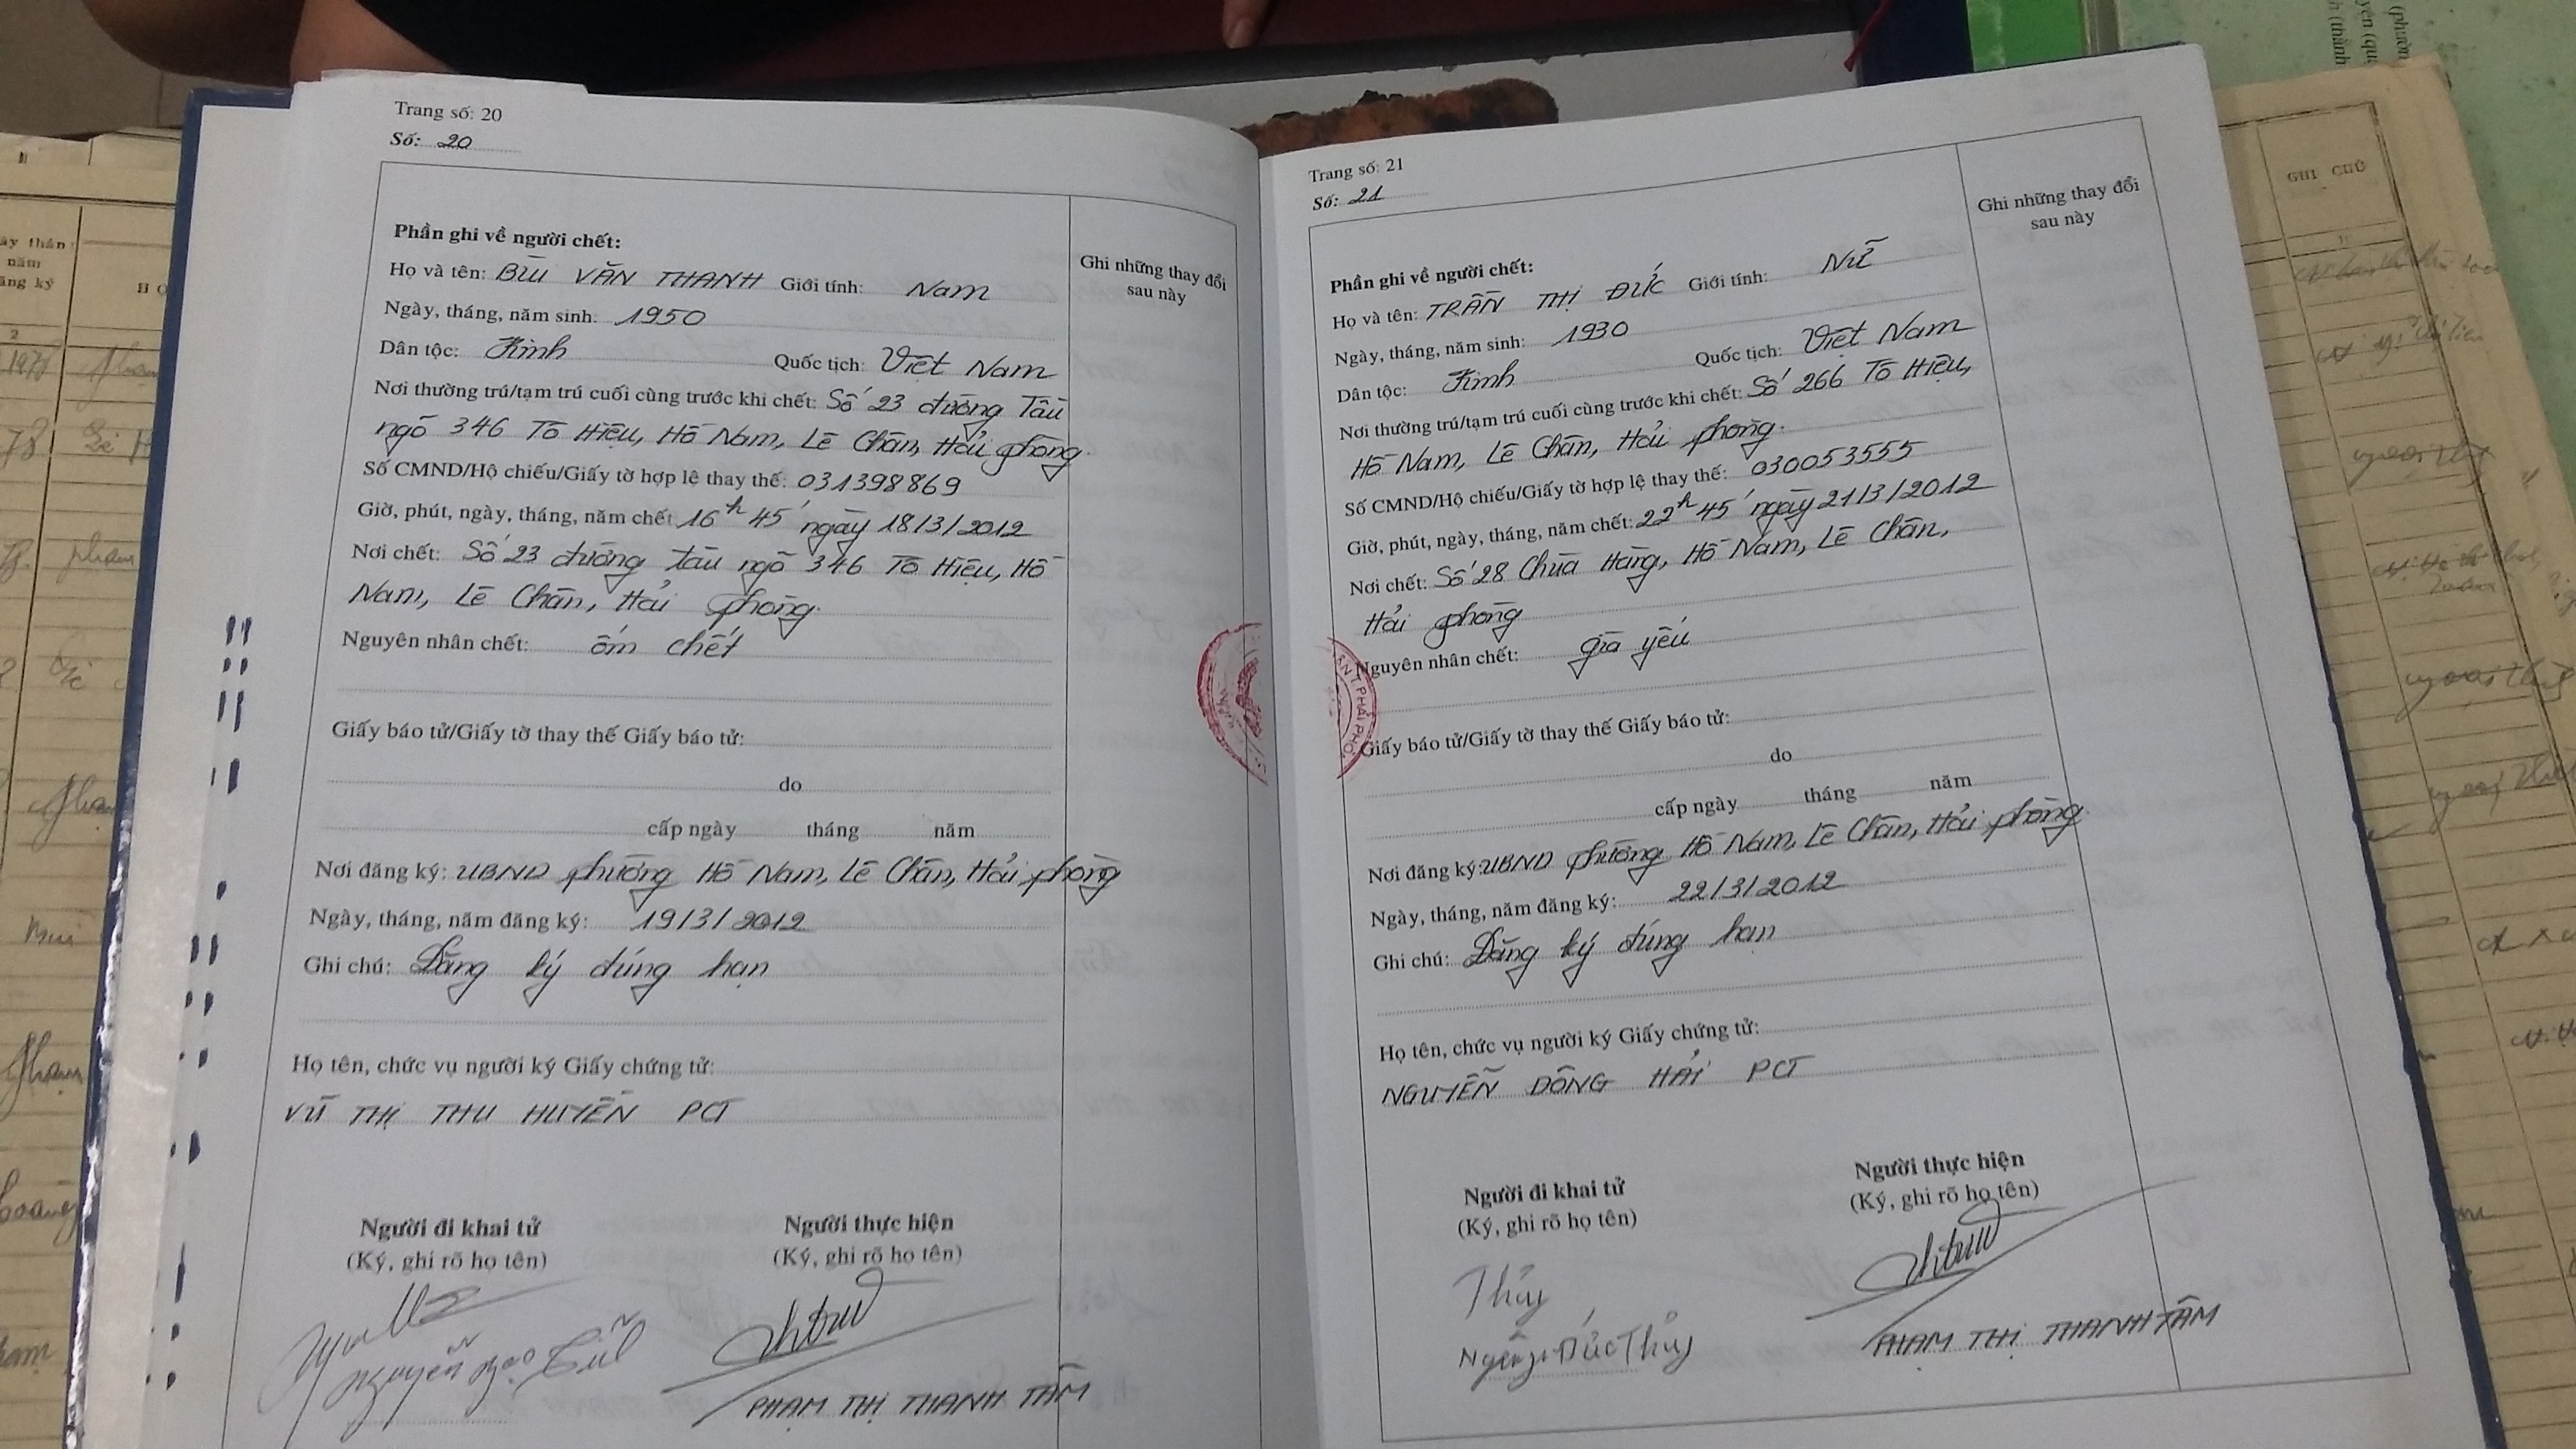 Trang số: 20
Số: 20
Phần ghi về người chết:
Họ và tên: BÙI VĂN THANH Giới tính: Nam
Ngày, tháng, năm sinh: 1950
Dân tộc: Kinh Quốc tịch: Việt Nam
Nơi thường trú/tạm trú cuối cùng trước khi chết: Số 23 đường Tàu
ngõ 346 Tô Hiệu, Hồ Nam, Lê Chân, Hải phòng.
Số CMND/Hộ chiếu/Giấy tờ hợp lệ thay thế: 031398869
Giờ, phút, ngày, tháng, năm chết: 16h 45' ngày 18/3/2012
Nơi chết: Số 23 đường tàu ngõ 346 Tô Hiệu, Hồ
Nam, Lê Chân, Hải phòng.
Nguyên nhân chết: ốm chết
Giấy báo tử/Giấy tờ thay thế Giấy báo tử:
do
cấp ngày tháng năm
Nơi đăng ký: UBND phường Hồ Nam, Lê Chân, Hải phòng
Ngày, tháng, năm đăng ký: 19/3/2012
Ghi chú: Đăng ký đúng hạn
Họ tên, chức vụ người ký Giấy chứng tử:
VŨ THỊ THU HUYỀN PCT
Người đi khai tử Người thực hiện
(Ký, ghi rõ họ tên) (Ký, ghi rõ họ tên)
PHẠM THỊ THANH TÂM
Ghi những thay đổi
sau này
Trang số: 21
Số: 21
Phần ghi về người chết:
Họ và tên: TRẦN THỊ ĐỨC Giới tính: Nữ
Ngày, tháng, năm sinh: 1930
Dân tộc: Kinh Quốc tịch: Việt Nam
Nơi thường trú/tạm trú cuối cùng trước khi chết: Số 266 Tô Hiệu,
Hồ Nam, Lê Chân, Hải phòng.
Số CMND/Hộ chiếu/Giấy tờ hợp lệ thay thế: 030053555
Giờ, phút, ngày, tháng, năm chết: 22h 45' ngày 21/3/2012
Nơi chết: Số 28 Chùa Hàng, Hồ Nam, Lê Chân,
Hải phòng
Nguyên nhân chết: già yếu
Giấy báo tử/Giấy tờ thay thế Giấy báo tử:
do
cấp ngày tháng năm
Nơi đăng ký: UBND phường Hồ Nam, Lê Chân, Hải phòng.
Ngày, tháng, năm đăng ký: 22/3/2012
Ghi chú: Đăng ký đúng hạn
Họ tên, chức vụ người ký Giấy chứng tử:
NGUYỄN ĐÔNG HẢI PCT
Người đi khai tử Người thực hiện
(Ký, ghi rõ họ tên) (Ký, ghi rõ họ tên)
Thủy
Nguyễn Đức Thủy
PHẠM THỊ THANH TÂM
Ghi những thay đổi
sau này
GHI CHÚ